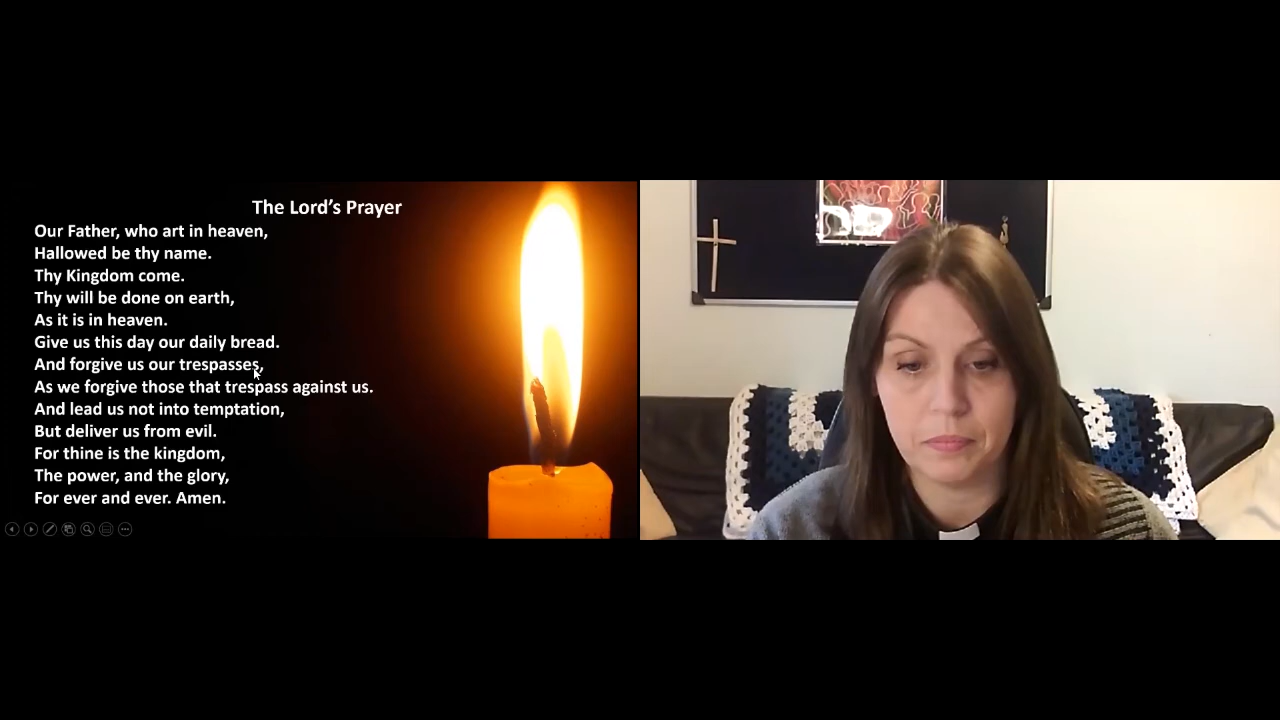 The Lord's Prayer
Our Father, who art in heaven,
Hallowed be thy name.
Thy Kingdom come.
Thy will be done on earth,
As it is in heaven.
Give us this day our daily bread.
And forgive us our trespasses,
As we forgive those that trespass against us.
And lead us not into temptation,
But deliver us from evil.
For thine is the kingdom,
The power, and the glory,
For ever and ever. Amen.